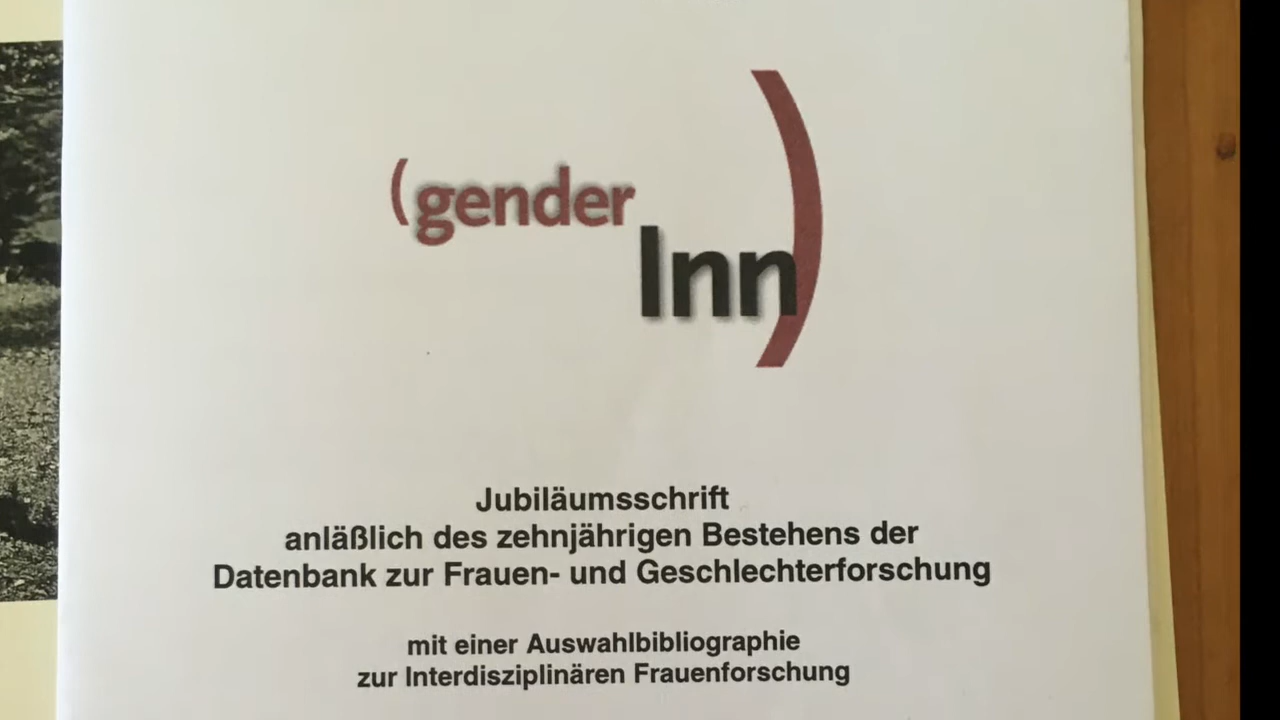 (gender
Inn)
Jubiläumsschrift
anläßlich des zehnjährigen Bestehens der
Datenbank zur Frauen- und Geschlechterforschung
mit einer Auswahlbibliographie
zur Interdisziplinären Frauenforschung